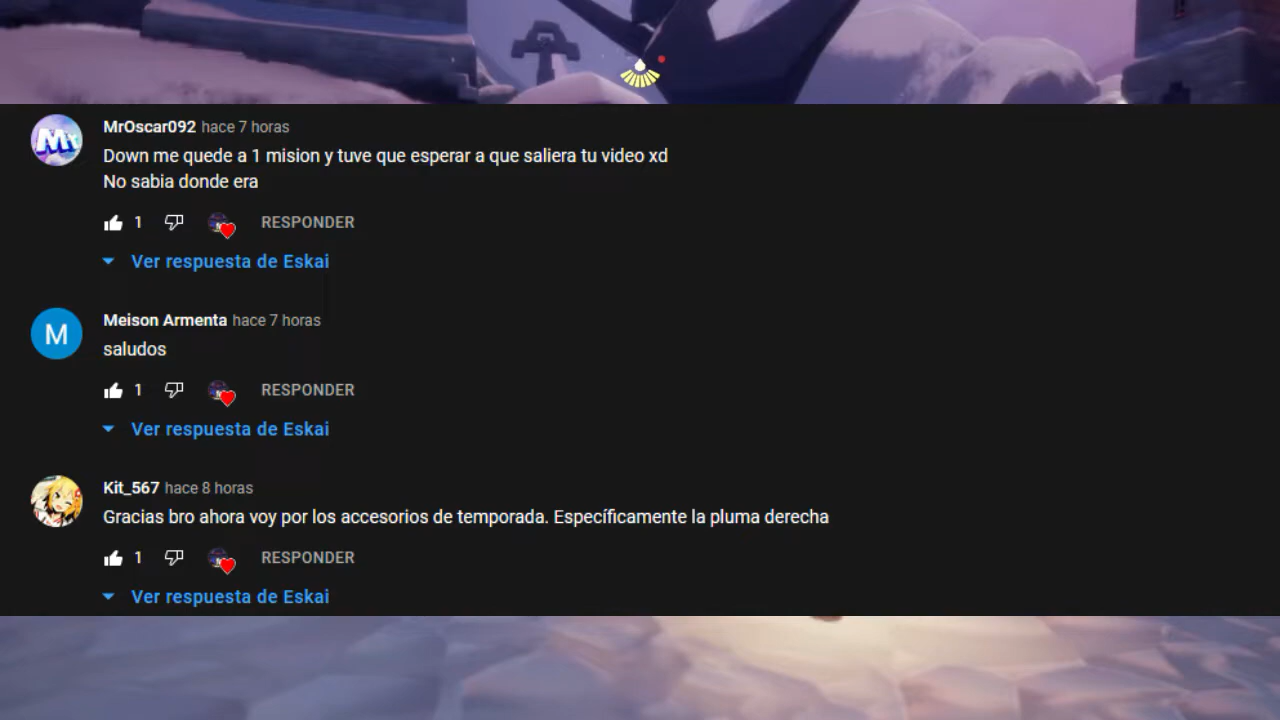 MrOscar092 hace 7 horas
Down me quede a 1 mision y tuve que esperar a que saliera tu video xd
No sabia donde era
1 RESPONDER
Ver respuesta de Eskai
M Meison Armenta hace 7 horas
saludos
1 RESPONDER
Ver respuesta de Eskai
Kit_567 hace 8 horas
Gracias bro ahora voy por los accesorios de temporada. Específicamente la pluma derecha
1 RESPONDER
Ver respuesta de Eskai